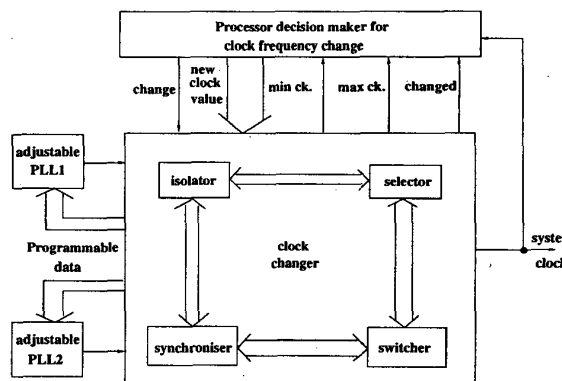 Processor decision maker for
clock frequency change
change
new
clock
value
min ck.
max ck.
changed
adjustable
PLL1
isolator
selector
Programmable
data
clock
changer
syste
clock
adjustable
PLL2
synchroniser
switcher